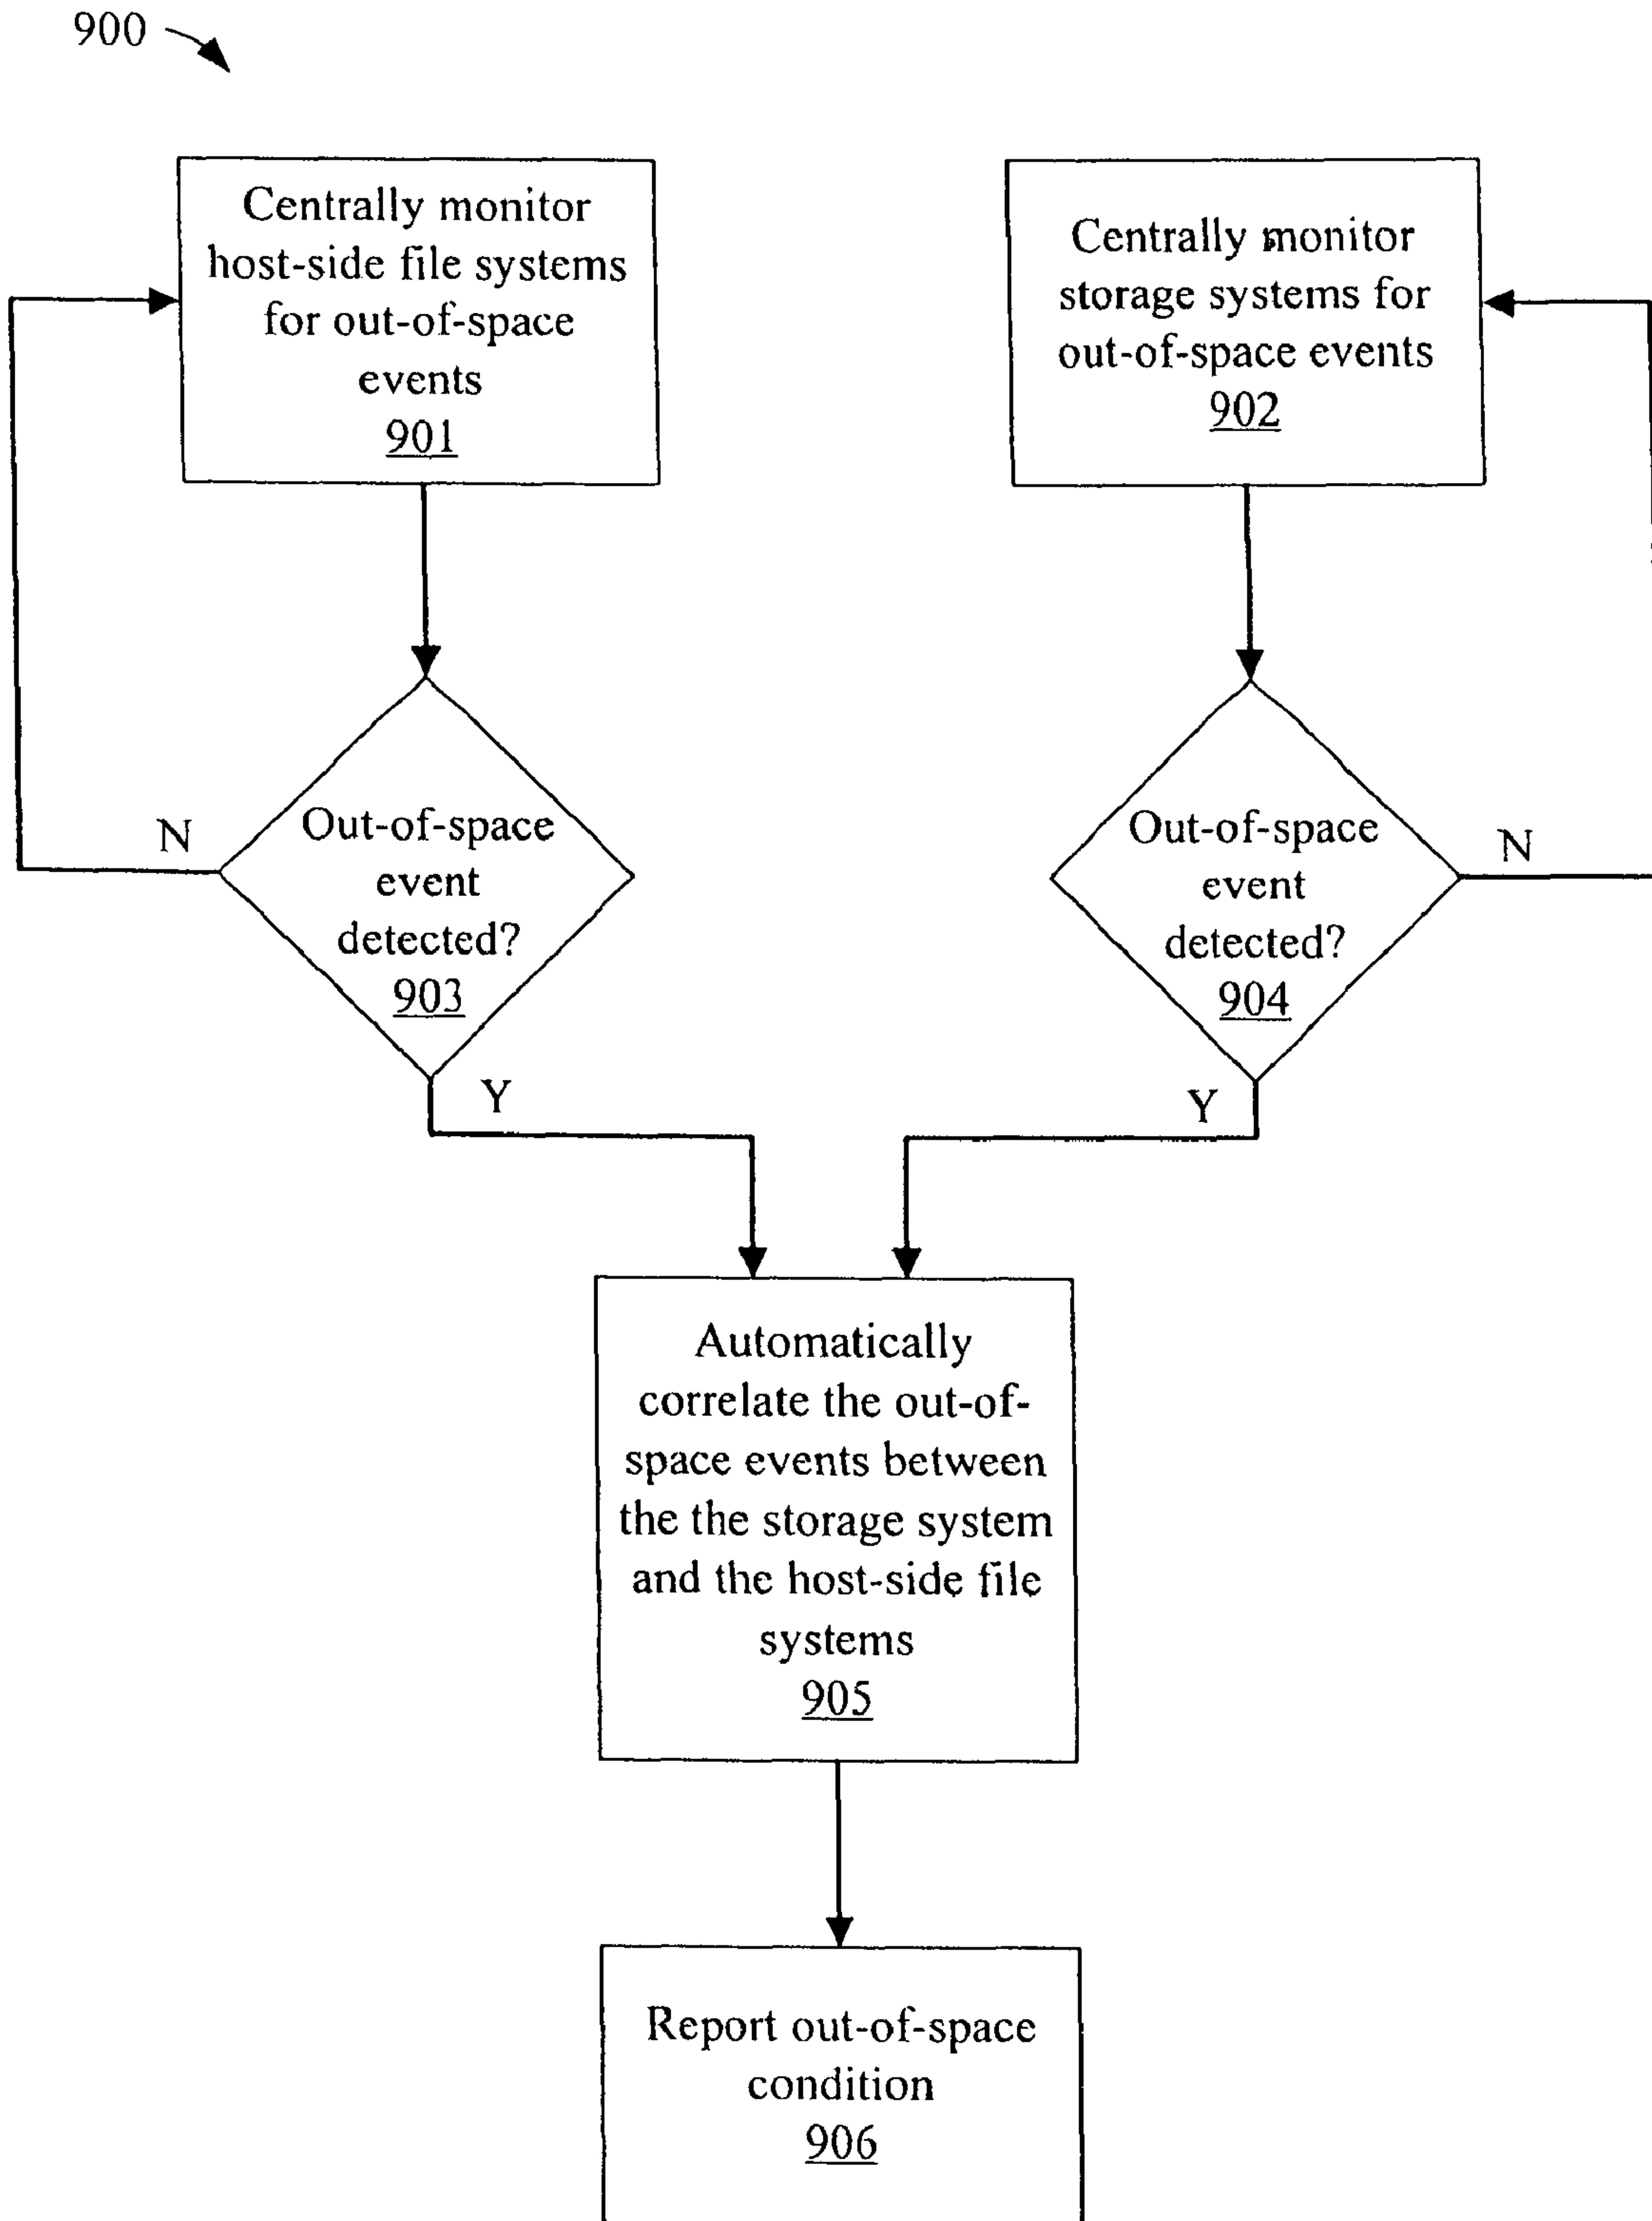 900
Centrally monitor
host-side file systems
for out-of-space
events
901
Centrally monitor
storage systems for
out-of-space events
902
N
Out-of-space
event
detected?
903
Y
Out-of-space
event
detected?
904
N
Y
Automatically
correlate the out-of-
space events between
the the storage system
and the host-side file
systems
905
Report out-of-space
condition
906